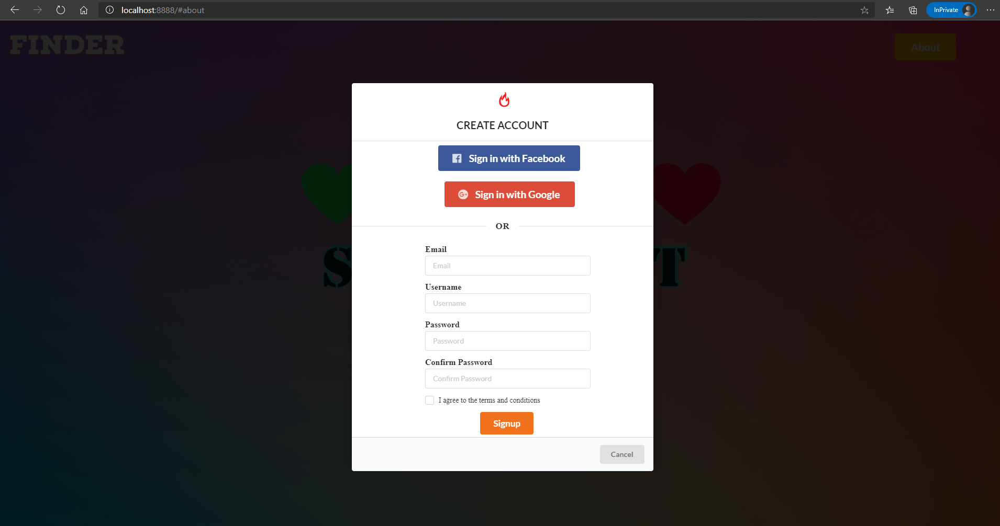 localhost:8888/#about
InPrivate
FINDER
About
CREATE ACCOUNT
Sign in with Facebook
Sign in with Google
OR
Email
Email
Username
Username
Password
Password
Confirm Password
Confirm Password
I agree to the terms and conditions
Signup
Cancel